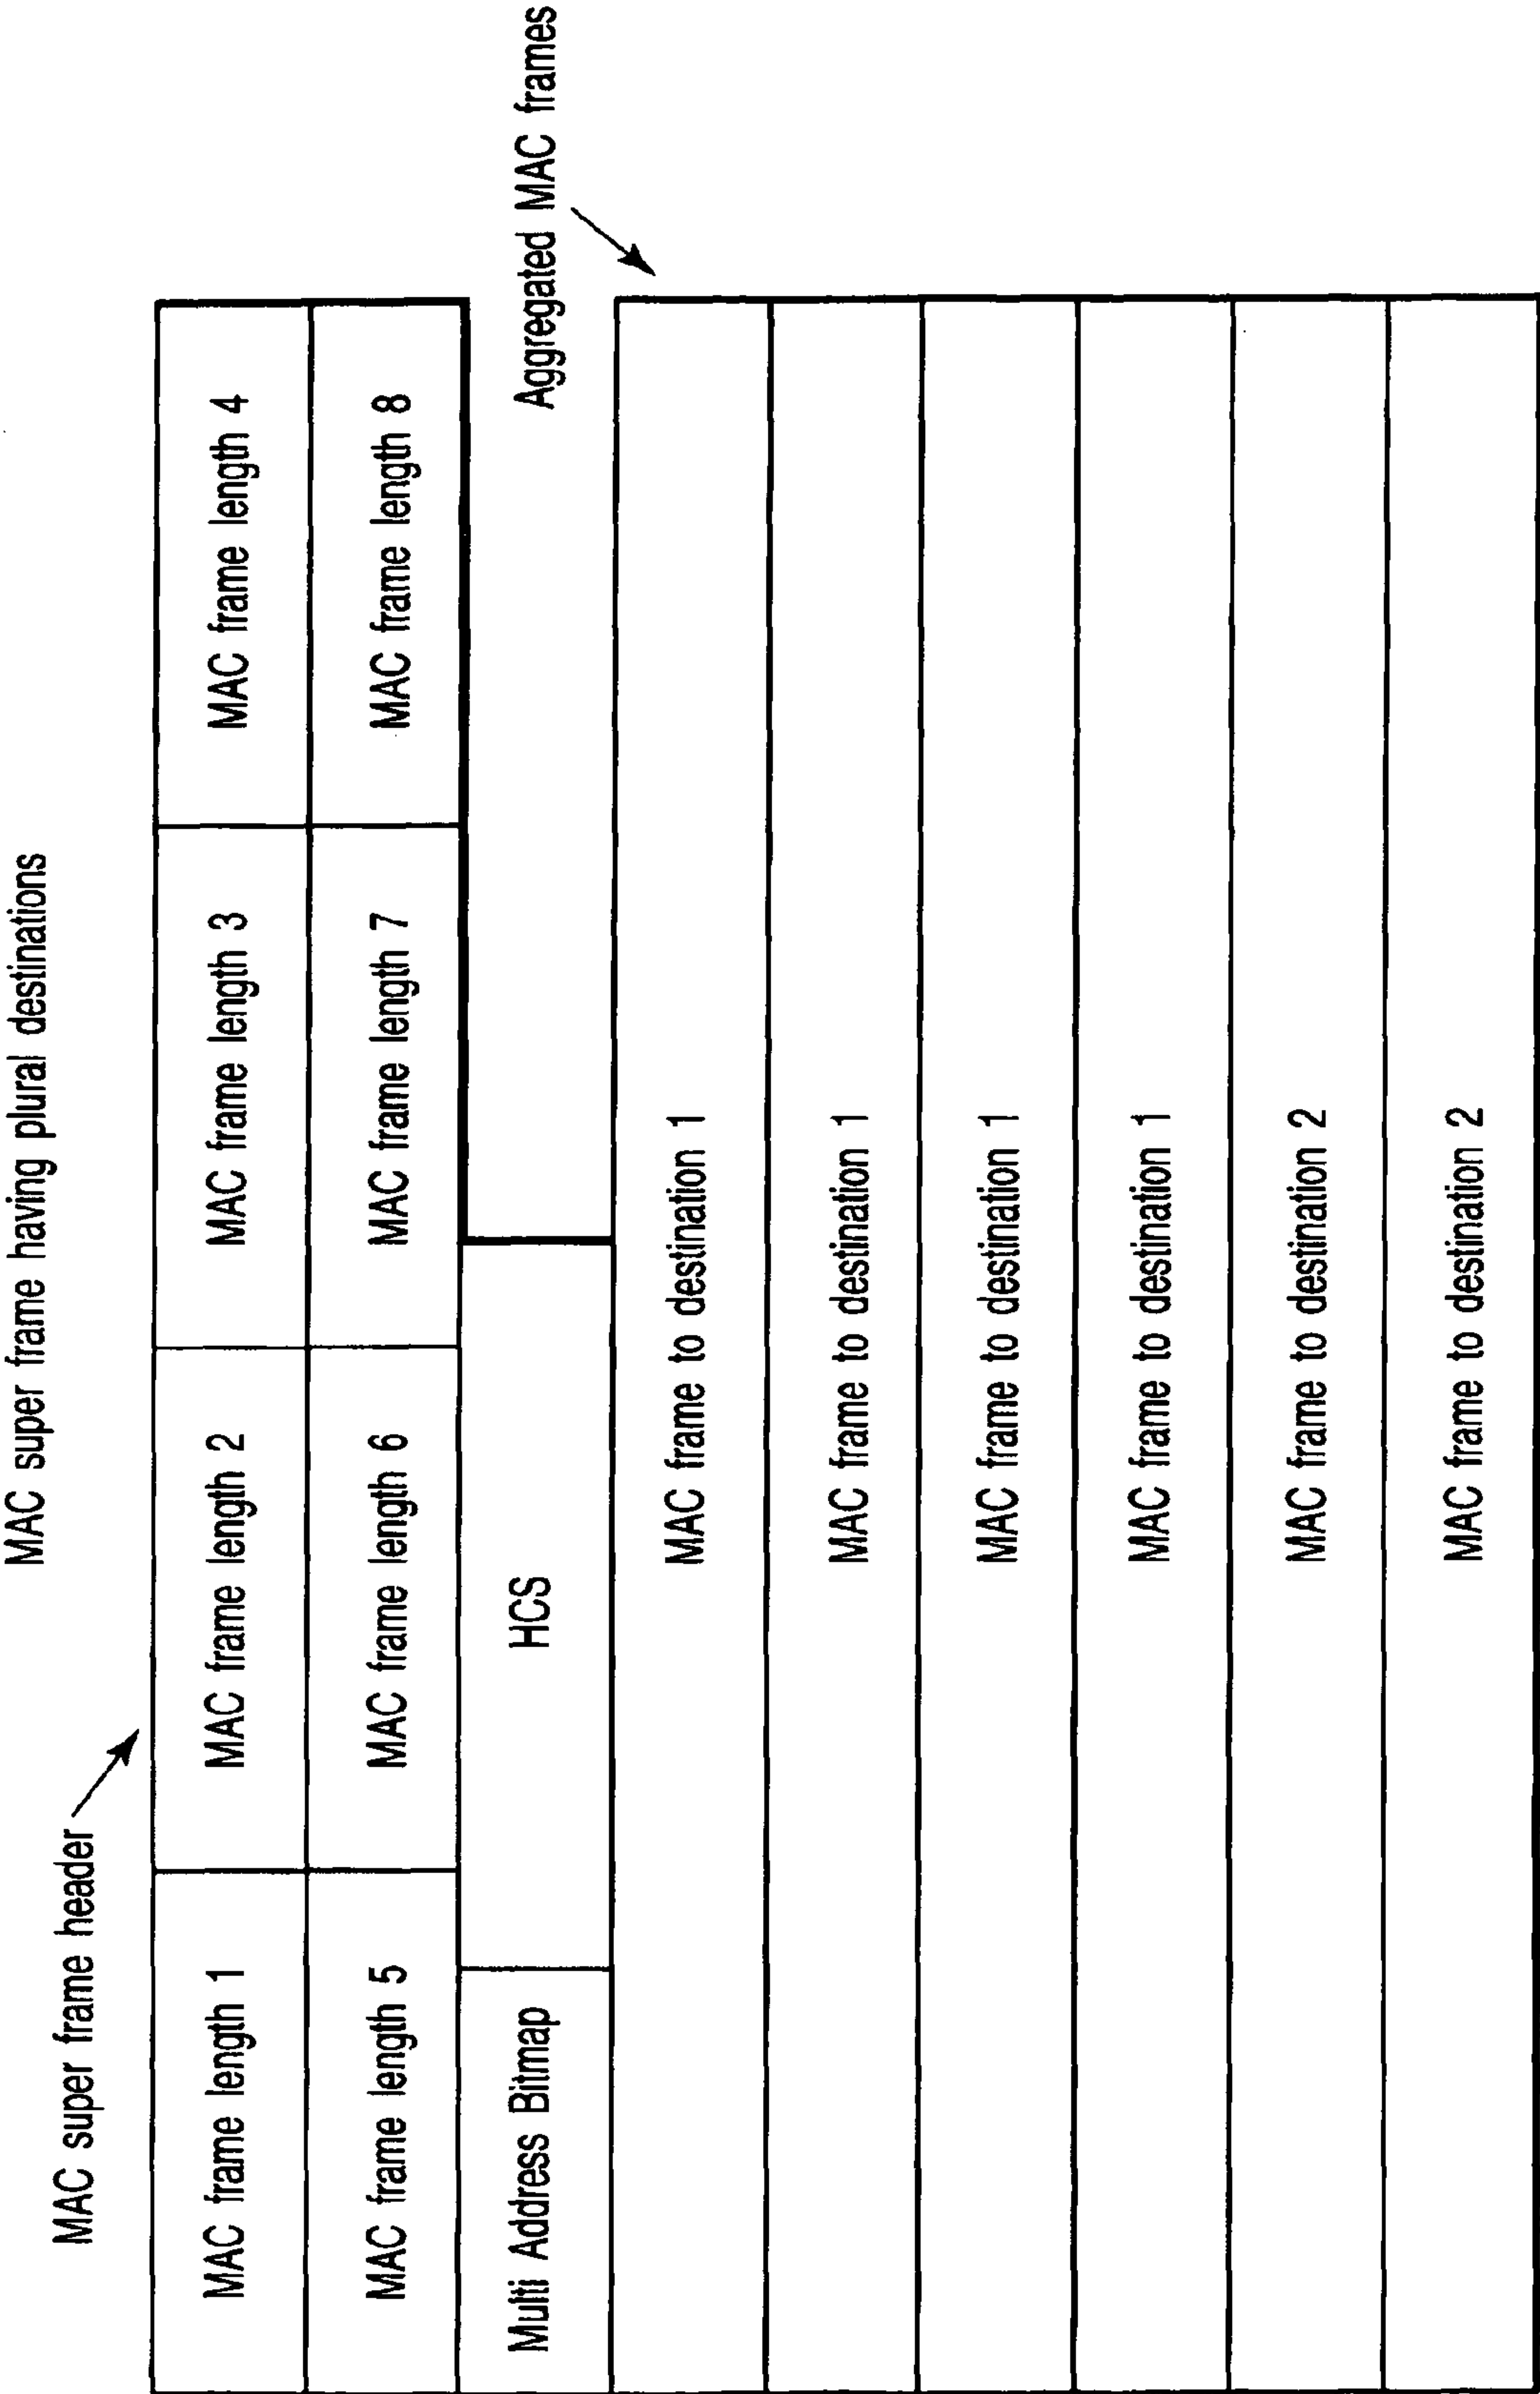 MAC super frame having plural destinations
MAC super frame header
MAC frame length 1
MAC frame length 2
MAC frame length 3
MAC frame length 4
MAC frame length 5
MAC frame length 6
MAC frame length 7
MAC frame length 8
Multi Address Bitmap
HCS
Aggregated MAC frames
MAC frame to destination 1
MAC frame to destination 1
MAC frame to destination 1
MAC frame to destination 1
MAC frame to destination 2
MAC frame to destination 2